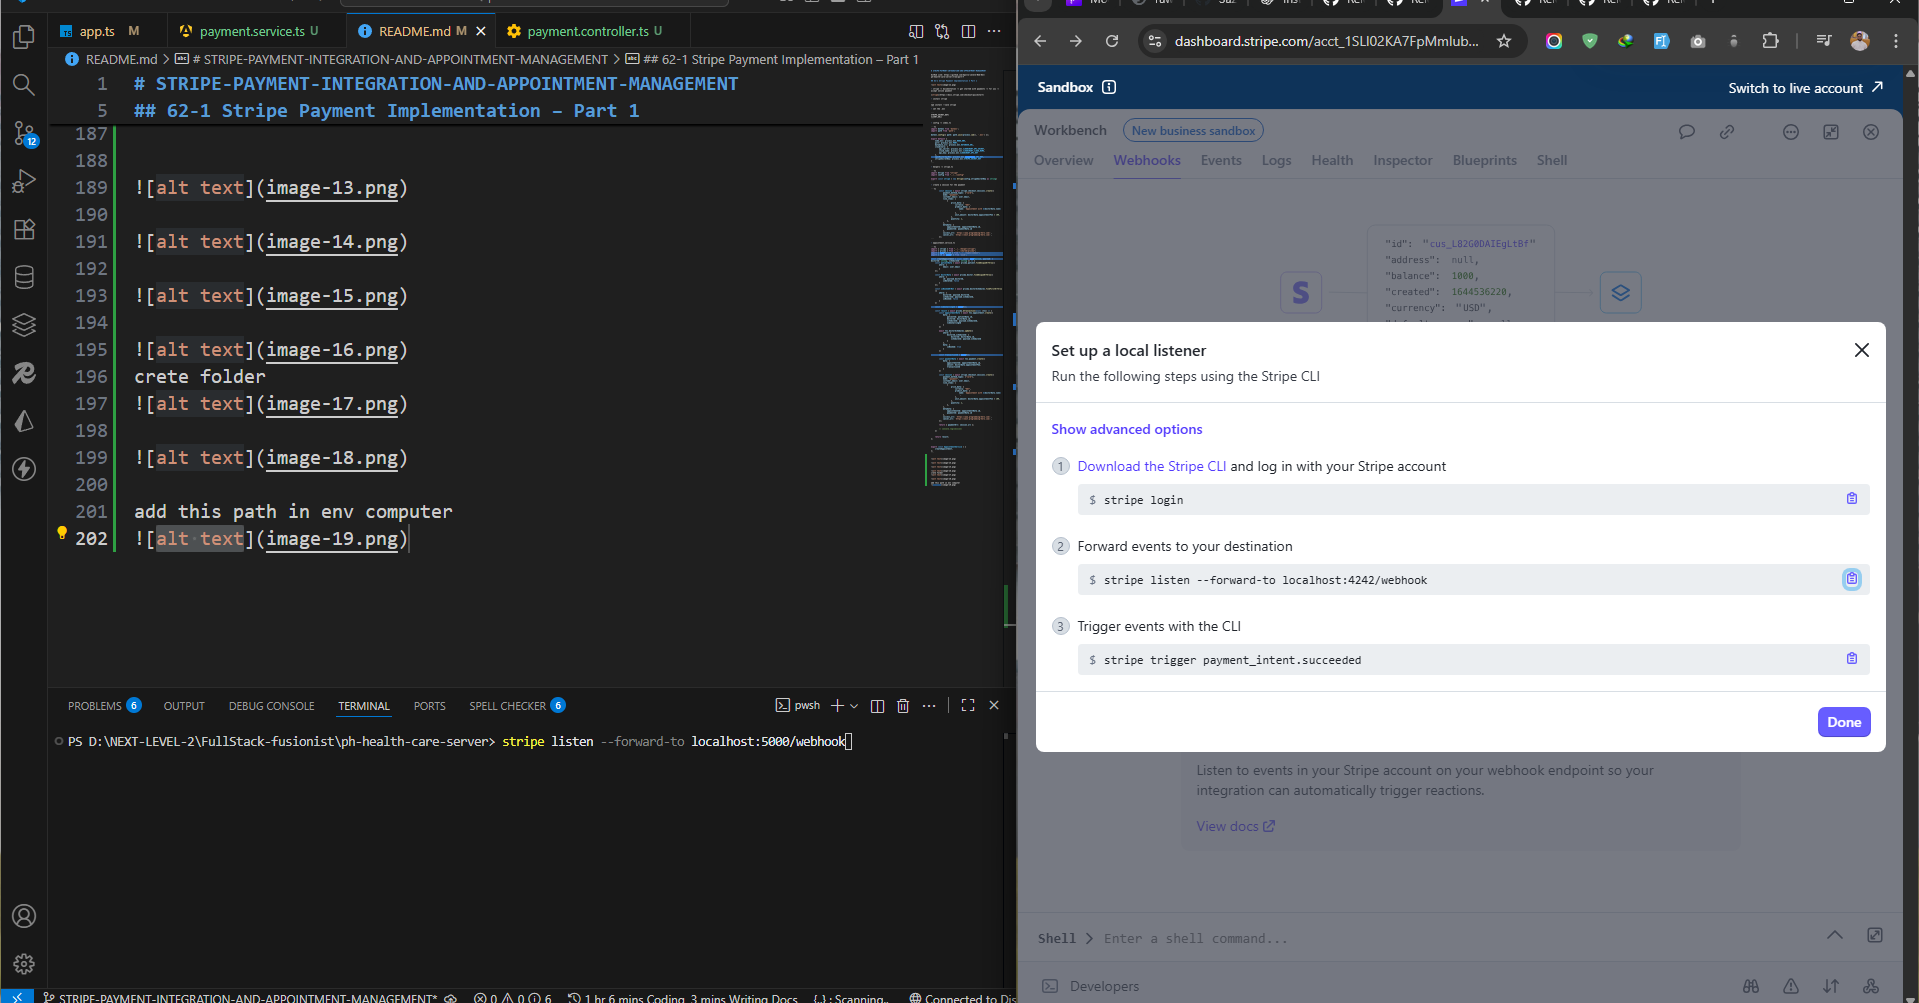 app.ts M
payment.service.ts U
README.md M
payment.controller.ts U
README.md > # STRIPE-PAYMENT-INTEGRATION-AND-APPOINTMENT-MANAGEMENT > ## 62-1 Stripe Payment Implementation – Part 1
1 # STRIPE-PAYMENT-INTEGRATION-AND-APPOINTMENT-MANAGEMENT
5 ## 62-1 Stripe Payment Implementation – Part 1
187
188
189 ![alt text](image-13.png)
190
191 ![alt text](image-14.png)
192
193 ![alt text](image-15.png)
194
195 ![alt text](image-16.png)
196 crete folder
197 ![alt text](image-17.png)
198
199 ![alt text](image-18.png)
200
201 add this path in env computer
202 ![alt text](image-19.png)
12
PROBLEMS 6 OUTPUT DEBUG CONSOLE TERMINAL PORTS SPELL CHECKER 6
pwsh
PS D:\NEXT-LEVEL-2\FullStack-fusionist\ph-health-care-server> stripe listen --forward-to localhost:5000/webhook
STRIPE-PAYMENT-INTEGRATION-AND-APPOINTMENT-MANAGEMENT* 0 0 6 1 hr 6 mins Coding, 3 mins Writing Docs Scanning.. Connected to Dis
dashboard.stripe.com/acct_1SLI02KA7FpMmlub...
Sandbox
Switch to live account
Workbench New business sandbox
Overview Webhooks Events Logs Health Inspector Blueprints Shell
"id": "cus_L82G0DAIEgLtBf"
"address": null,
"balance": 1000,
"created": 1644536220,
"currency": "USD",
Set up a local listener
Run the following steps using the Stripe CLI
Show advanced options
1 Download the Stripe CLI and log in with your Stripe account
$ stripe login
2 Forward events to your destination
$ stripe listen --forward-to localhost:4242/webhook
3 Trigger events with the CLI
$ stripe trigger payment_intent.succeeded
Done
Listen to events in your Stripe account on your webhook endpoint so your
integration can automatically trigger reactions.
View docs
Shell > Enter a shell command...
Developers